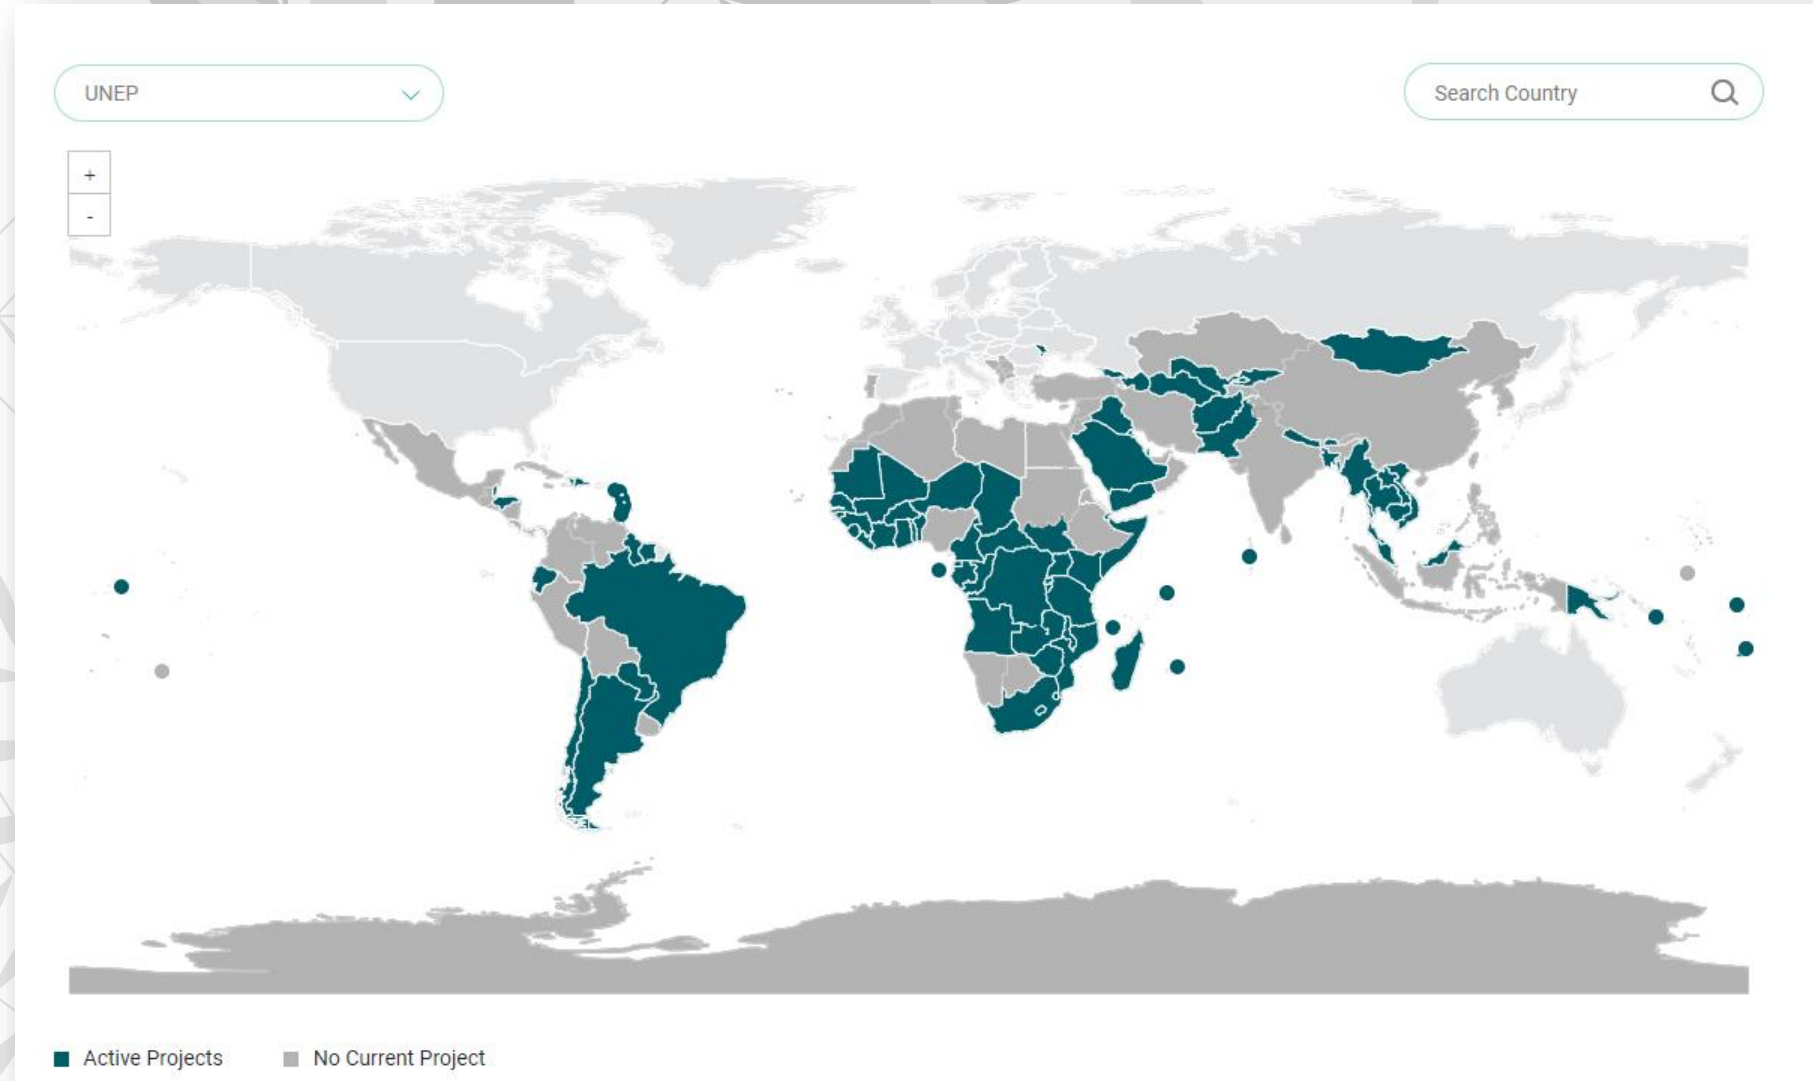 UNEP
Search Country
+
-
Active Projects
No Current Project